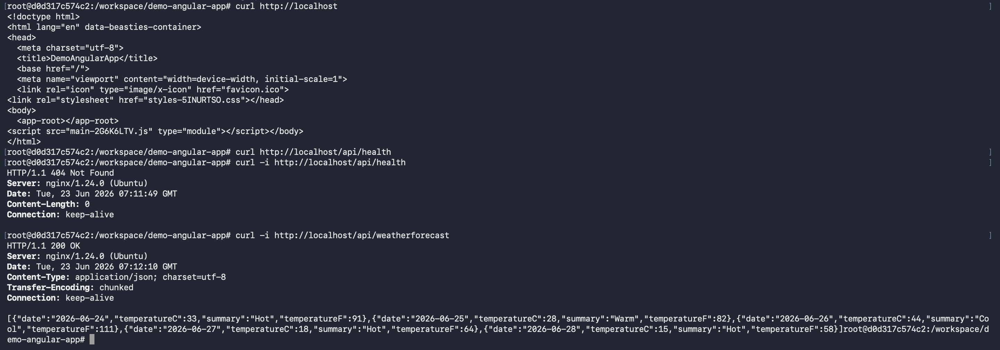 [root@d0d317c574c2:/workspace/demo-angular-app# curl http://localhost ]
<!doctype html>
<html lang="en" data-beasties-container>
<head>
  <meta charset="utf-8">
  <title>DemoAngularApp</title>
  <base href="/">
  <meta name="viewport" content="width=device-width, initial-scale=1">
  <link rel="icon" type="image/x-icon" href="favicon.ico">
<link rel="stylesheet" href="styles-5INURTSO.css"></head>
<body>
  <app-root></app-root>
<script src="main-2G6K6LTV.js" type="module"></script></body>
</html>
[root@d0d317c574c2:/workspace/demo-angular-app# curl http://localhost/api/health ]
[root@d0d317c574c2:/workspace/demo-angular-app# curl -i http://localhost/api/health ]
HTTP/1.1 404 Not Found
Server: nginx/1.24.0 (Ubuntu)
Date: Tue, 23 Jun 2026 07:11:49 GMT
Content-Length: 0
Connection: keep-alive

[root@d0d317c574c2:/workspace/demo-angular-app# curl -i http://localhost/api/weatherforecast ]
HTTP/1.1 200 OK
Server: nginx/1.24.0 (Ubuntu)
Date: Tue, 23 Jun 2026 07:12:10 GMT
Content-Type: application/json; charset=utf-8
Transfer-Encoding: chunked
Connection: keep-alive

[{"date":"2026-06-24","temperatureC":33,"summary":"Hot","temperatureF":91},{"date":"2026-06-25","temperatureC":28,"summary":"Warm","temperatureF":82},{"date":"2026-06-26","temperatureC":44,"summary":"Co
ol","temperatureF":111},{"date":"2026-06-27","temperatureC":18,"summary":"Hot","temperatureF":64},{"date":"2026-06-28","temperatureC":15,"summary":"Hot","temperatureF":58}]root@d0d317c574c2:/workspace/d
emo-angular-app#